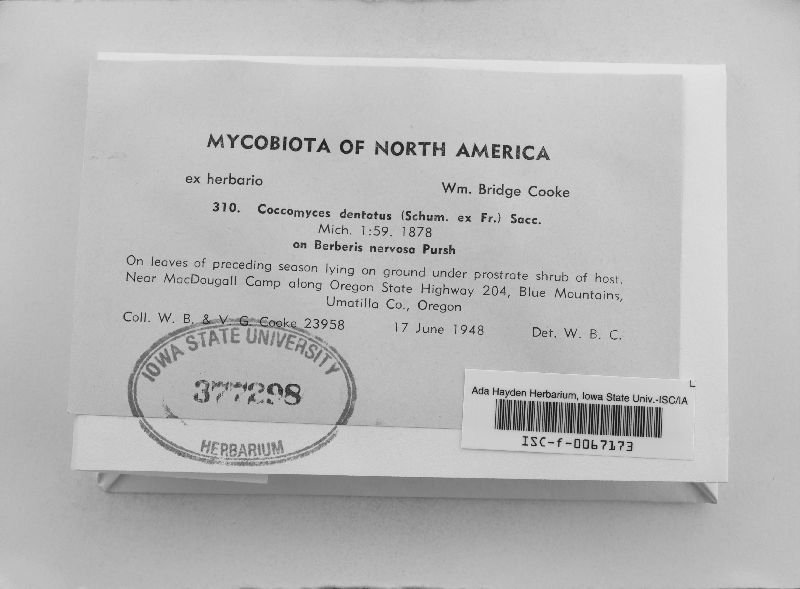 MYCOBIOTA OF NORTH AMERICA
ex herbario Wm. Bridge Cooke
310. Coccomyces dentatus (Schum. ex Fr.) Sacc.
Mich. 1:59. 1878
on Berberis nervosa Pursh
On leaves of preceding season lying on ground under prostrate shrub of host.
Near MacDougall Camp along Oregon State Highway 204, Blue Mountains,
Umatilla Co., Oregon
Coll. W. B. & V. G. Cooke 23958 17 June 1948 Det. W. B. C.
IOWA STATE UNIVERSITY
377298
HERBARIUM
Ada Hayden Herbarium, Iowa State Univ.-ISC/IA
ISC-f-0067173